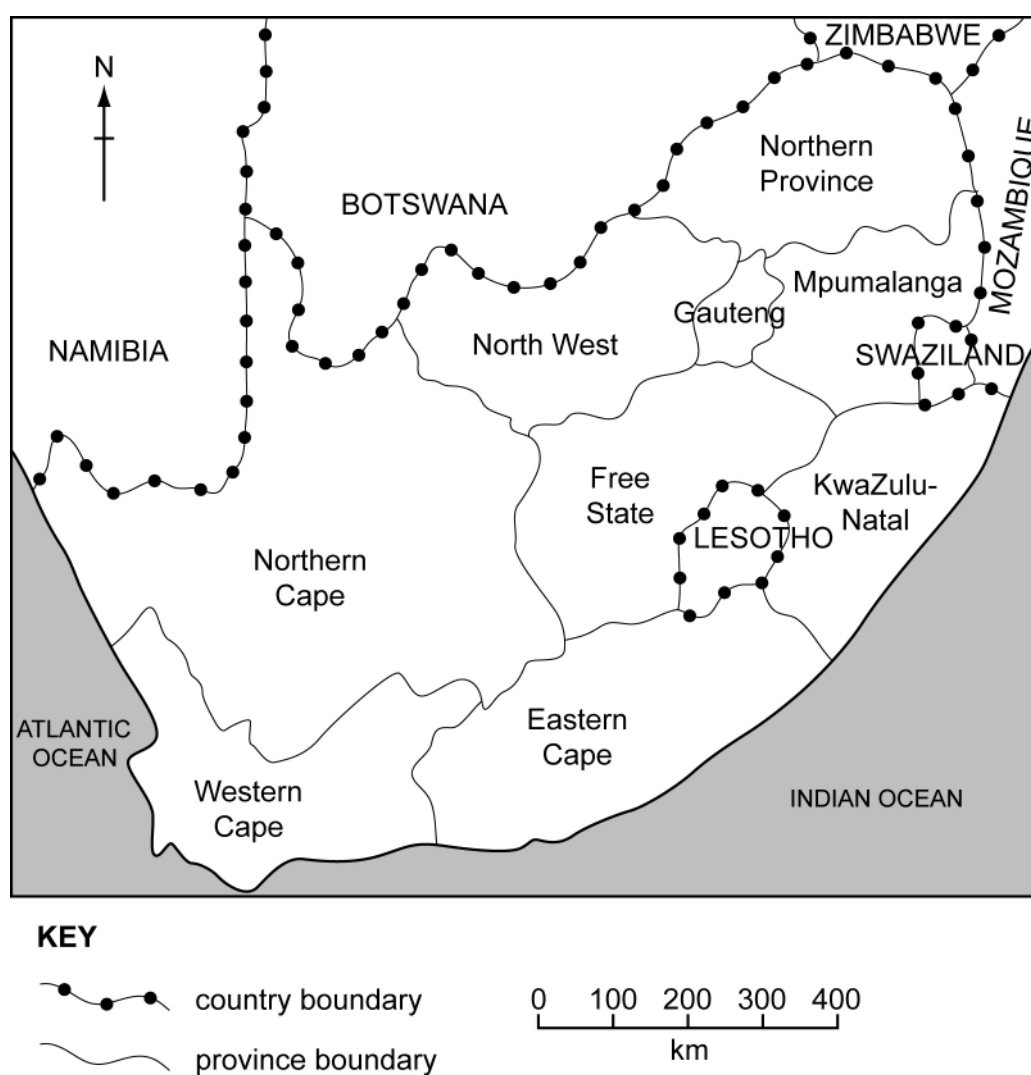 ZIMBABWE
N
MOZAMBIQUE
Northern
Province
BOTSWANA
Mpumalanga
Gauteng
North West
NAMIBIA
SWAZILAND
Free
State
KwaZulu-
Natal
LESOTHO
Northern
Cape
Eastern
Cape
ATLANTIC
OCEAN
Western
Cape
INDIAN OCEAN
KEY
country boundary
province boundary
0 100 200 300 400
km